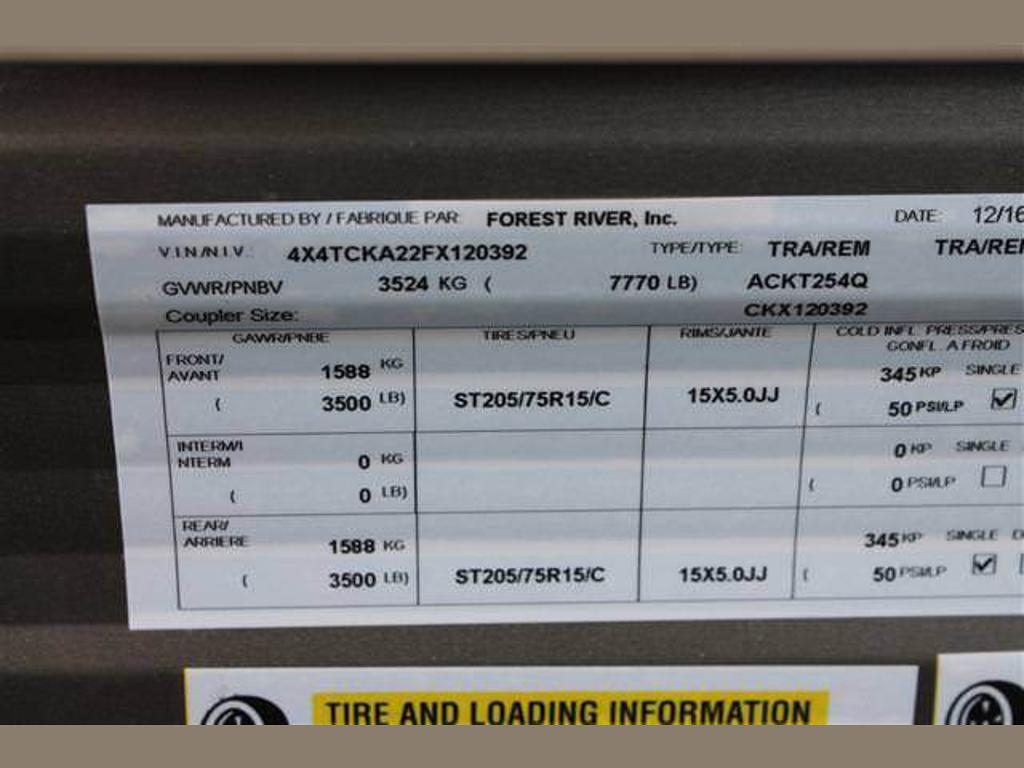 MANUFACTURED BY / FABRIQUE PAR FOREST RIVER, Inc. DATE: 12/16
V.I.N./N.I.V.: 4X4TCKA22FX120392 TYPE/TYPE: TRA/REM TRA/REM
GVWR/PNBV 3524 KG ( 7770 LB) ACKT254Q
Coupler Size: CKX120392
GAWR/PNBE TIRES/PNEU RIMS/JANTE COLD INFL. PRESS/PRES
GONFL. A FROID
FRONT/ 1588 KG 345 KP SINGLE
AVANT
( 3500 LB) ST205/75R15/C 15X5.0JJ ( 50 PSI/LP
INTERM/I 0 KP SINGLE
NTERM 0 KG
( 0 LB) ( 0 PSI/LP
REAR/
ARRIERE 1588 KG 345 KP SINGLE D
( 3500 LB) ST205/75R15/C 15X5.0JJ ( 50 PSI/LP
TIRE AND LOADING INFORMATION